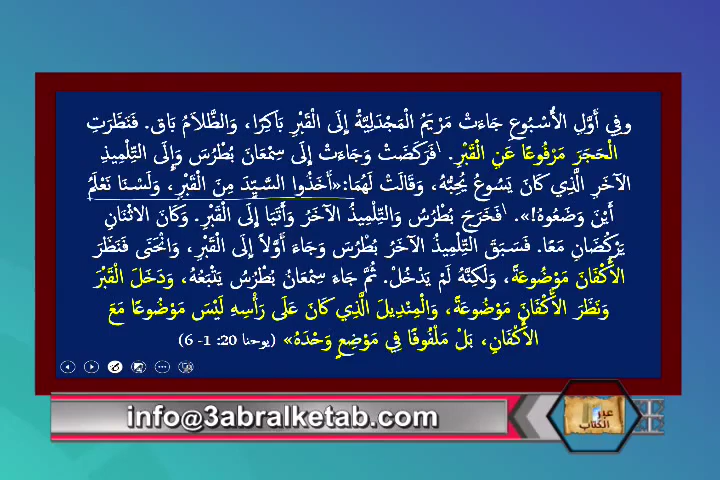 وفِي أَوَّلِ الأُسْبُوعِ جَاءَتْ مَرْيَمُ الْمَجْدَلِيَّةُ إِلَى الْقَبْرِ بَاكِرًا، وَالظَّلاَمُ بَاق. فَنَظَرَتِ
الْحَجَرَ مَرْفُوعًا عَنِ الْقَبْرِ. فَرَكَضَتْ وَجَاءَتْ إِلَى سِمْعَانَ بُطْرُسَ وَإِلَى التِّلْمِيذِ
الآخَرِ الَّذِي كَانَ يَسُوعُ يُحِبُّهُ، وَقَالَتْ لَهُمَا:«أَخَذُوا السَّيِّدَ مِنَ الْقَبْرِ، وَلَسْنَا نَعْلَمُ
أَيْنَ وَضَعُوهُ!». فَخَرَجَ بُطْرُسُ وَالتِّلْمِيذُ الآخَرُ وَأَتَيَا إِلَى الْقَبْرِ. وَكَانَ الاثْنَانِ
يَرْكُضَانِ مَعًا. فَسَبَقَ التِّلْمِيذُ الآخَرُ بُطْرُسَ وَجَاءَ أَوَّلاً إِلَى الْقَبْرِ، وَانْحَنَى فَنَظَرَ
الأَكْفَانَ مَوْضُوعَةً، وَلكِنَّهُ لَمْ يَدْخُلْ. ثُمَّ جَاءَ سِمْعَانُ بُطْرُسُ يَتْبَعُهُ، وَدَخَلَ الْقَبْرَ
وَنَظَرَ الأَكْفَانَ مَوْضُوعَةً، وَالْمِنْدِيلَ الَّذِي كَانَ عَلَى رَأْسِهِ لَيْسَ مَوْضُوعًا مَعَ
الأَكْفَانِ، بَلْ مَلْفُوفًا فِي مَوْضِعٍ وَحْدَهُ» (يوحنا 20: 1- 6)
info@3abralketab.com
عبر
الكتاب